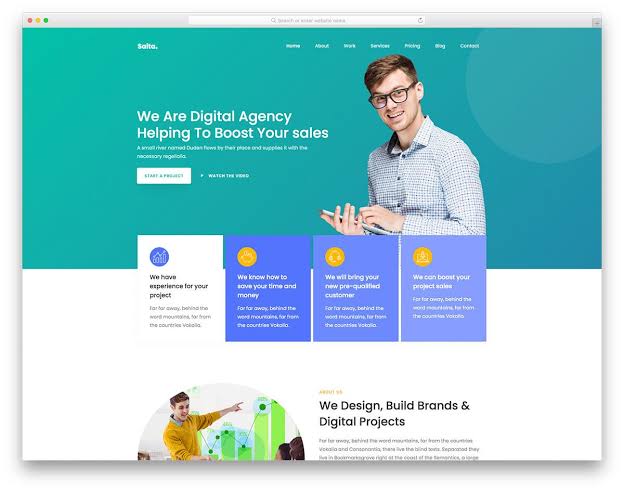 Search or enter website name
Salte.
Home About Work Services Pricing Blog Contact
We Are Digital Agency
Helping To Boost Your sales
A small river named Duden flows by their place and supplies it with the
necessary regelialia.
START A PROJECT
WATCH THE VIDEO
We have
experience for your
project
Far far away, behind the
word mountains, far from
the countries Vokalia.
We know how to
save your time and
money
Far far away, behind the
word mountains, far from
the countries Vokalia.
We will bring your
new pre-qualified
customer
Far far away, behind the
word mountains, far from
the countries Vokalia.
We can boost your
project sales
Far far away, behind the
word mountains, far from
the countries Vokalia.
ABOUT US
We Design, Build Brands &
Digital Projects
Far far away, behind the word mountains, far from the countries
Vokalia and Consonantia, there live the blind texts. Separated they
live in Bookmarksgrove right at the coast of the Semantics, a large